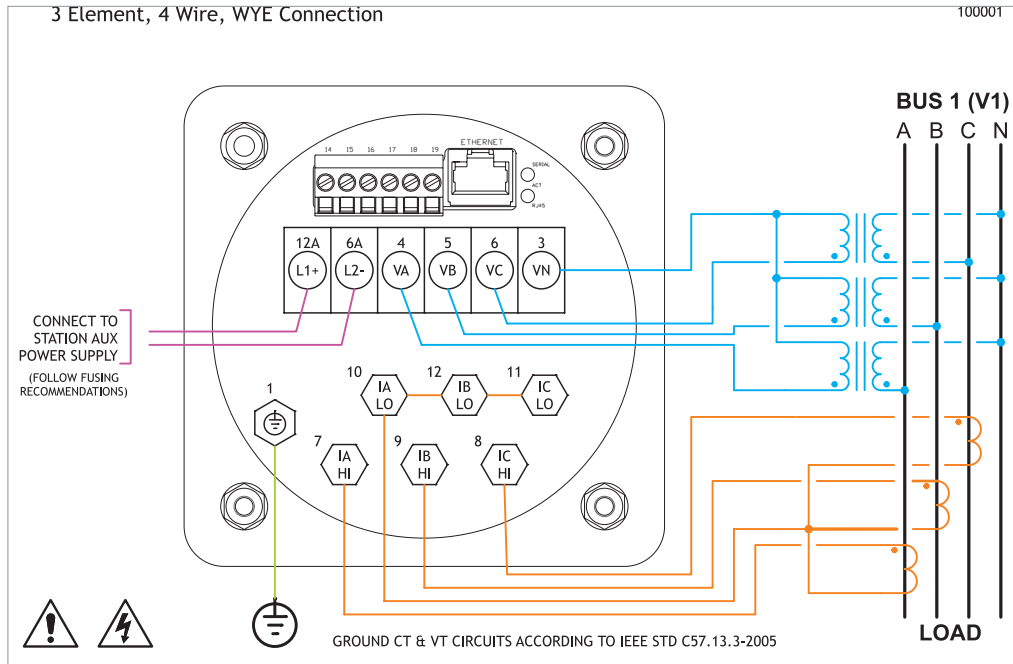 3 Element, 4 Wire, WYE Connection
100001
BUS 1 (V1)
A B C N
ETHERNET
14 15 16 17 18 19
SERIAL
ACT
RJ45
12A 6A 4 5 6 3
L1+ L2- VA VB VC VN
CONNECT TO
STATION AUX
POWER SUPPLY
(FOLLOW FUSING
RECOMMENDATIONS)
10 12 11
IA
LO
IB
LO
IC
LO
1
7 9 8
IA
HI
IB
HI
IC
HI
GROUND CT & VT CIRCUITS ACCORDING TO IEEE STD C57.13.3-2005
LOAD